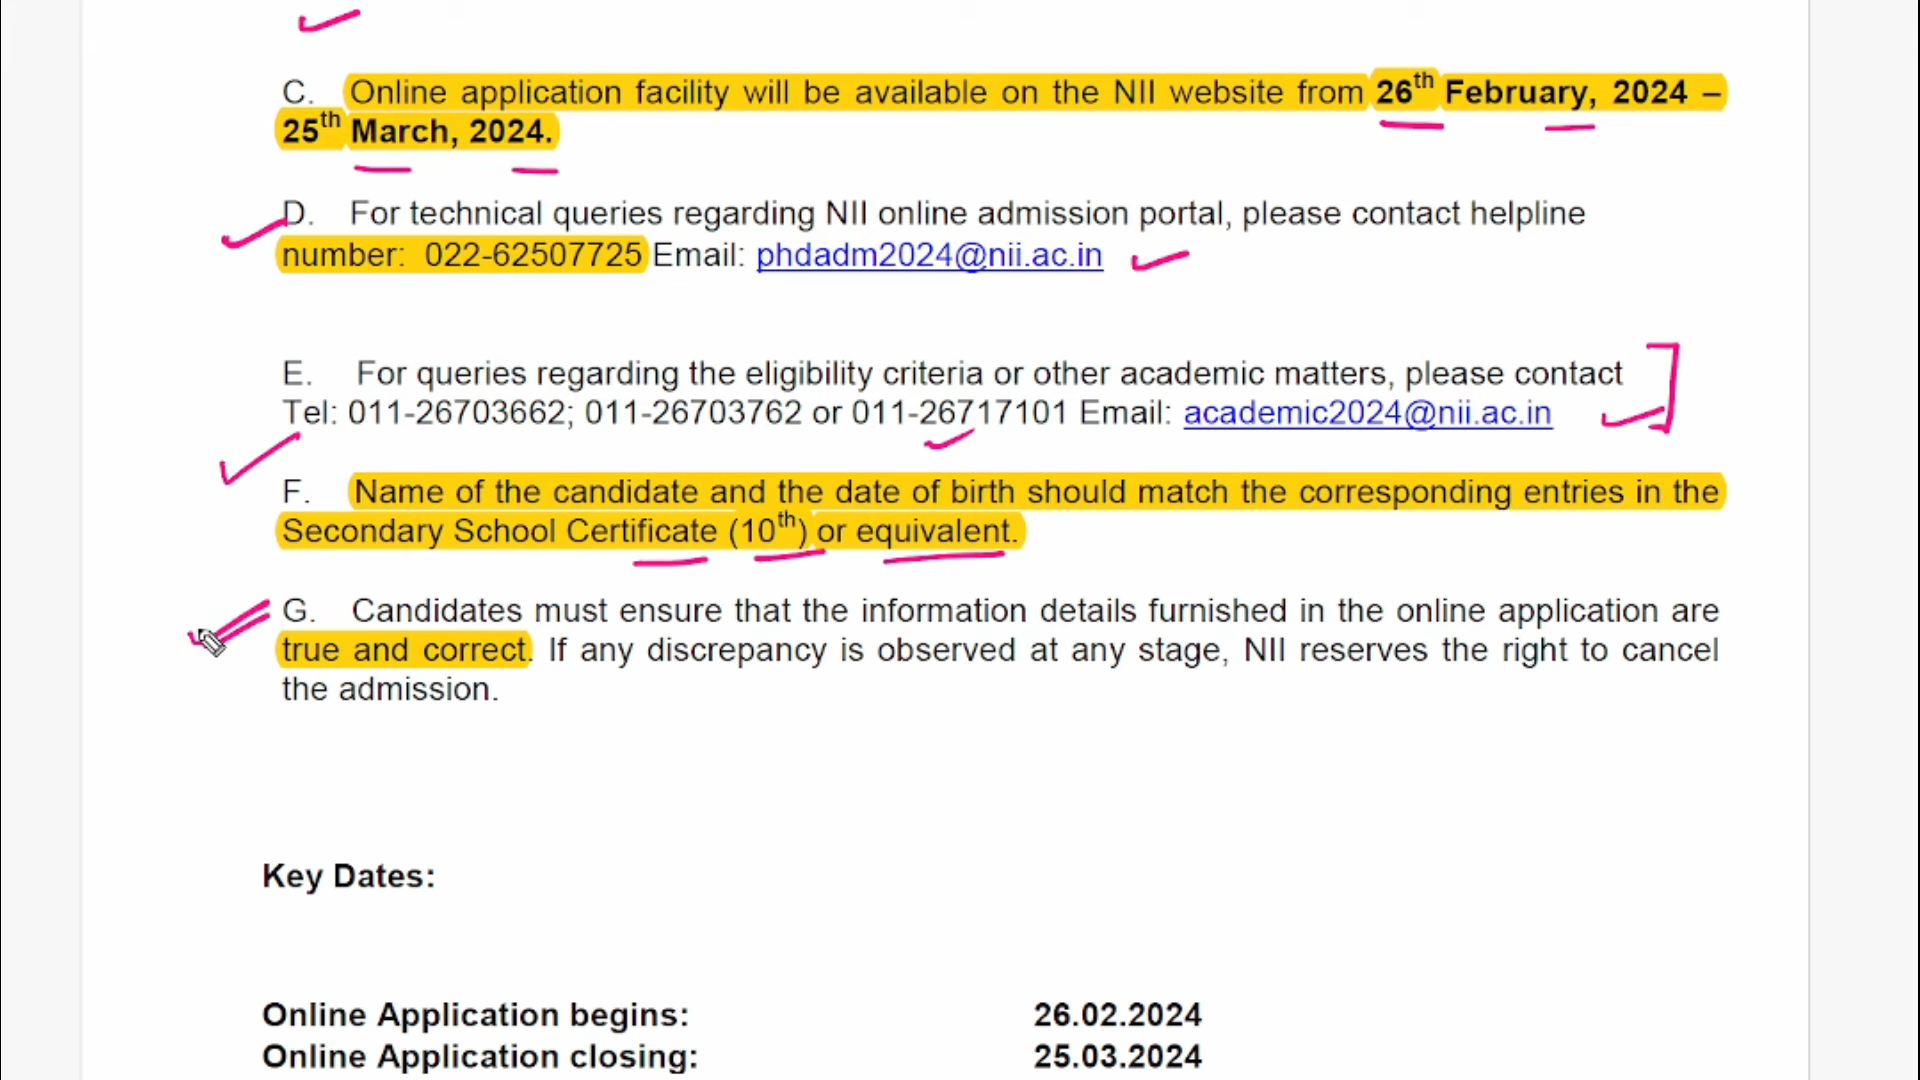 C. Online application facility will be available on the NII website from 26th February, 2024 –
25th March, 2024.
D. For technical queries regarding NII online admission portal, please contact helpline
number: 022-62507725 Email: phdadm2024@nii.ac.in
E. For queries regarding the eligibility criteria or other academic matters, please contact
Tel: 011-26703662; 011-26703762 or 011-26717101 Email: academic2024@nii.ac.in
F. Name of the candidate and the date of birth should match the corresponding entries in the
Secondary School Certificate (10th) or equivalent.
G. Candidates must ensure that the information details furnished in the online application are
true and correct. If any discrepancy is observed at any stage, NII reserves the right to cancel
the admission.
Key Dates:
Online Application begins: 26.02.2024
Online Application closing: 25.03.2024